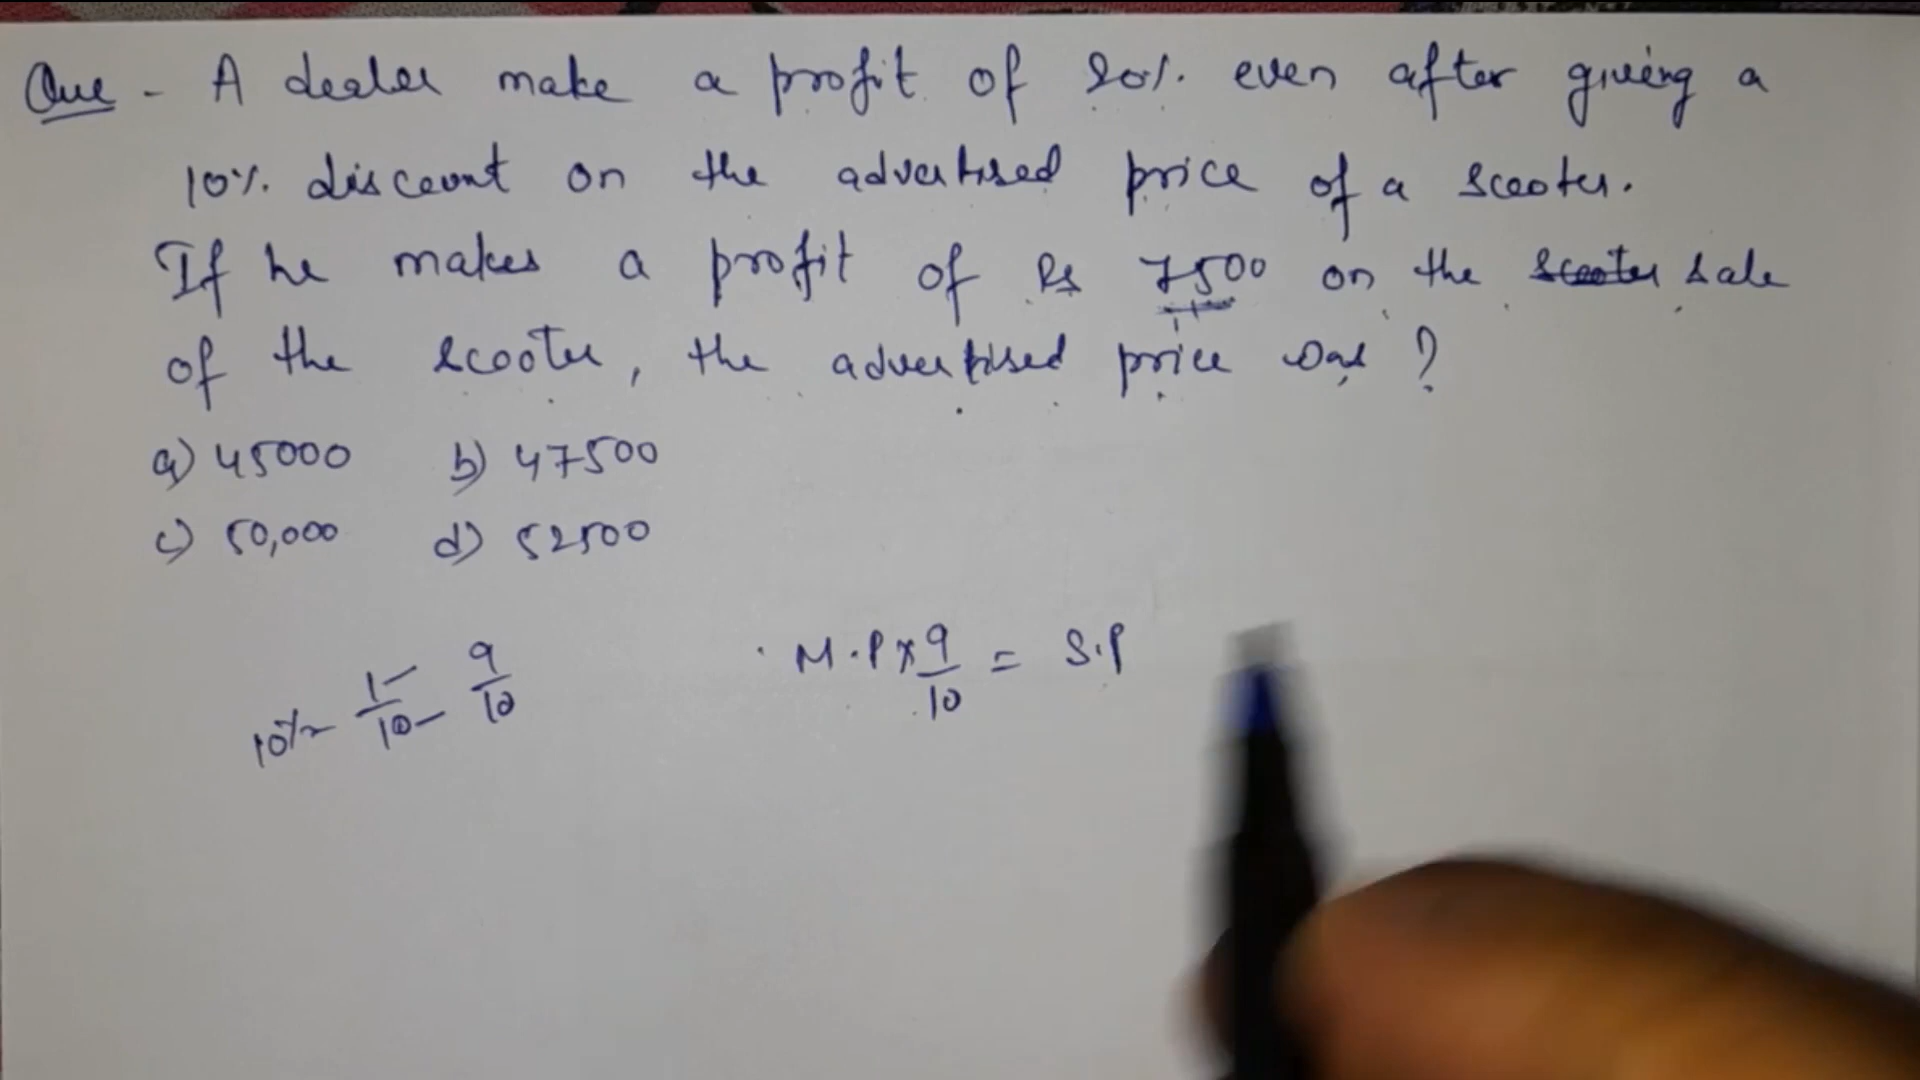 Que - A dealer make a profit of 20%. even after giving a
10%. discount on the advertised price of a scooter.
If he makes a profit of Rs 7500 on the scooter sale
of the scooter, the advertised price was ?
a) 45000 b) 47500
c) 50,000 d) 52500
10% - 1/10 - 9/10
M.P x 9/10 = S.P